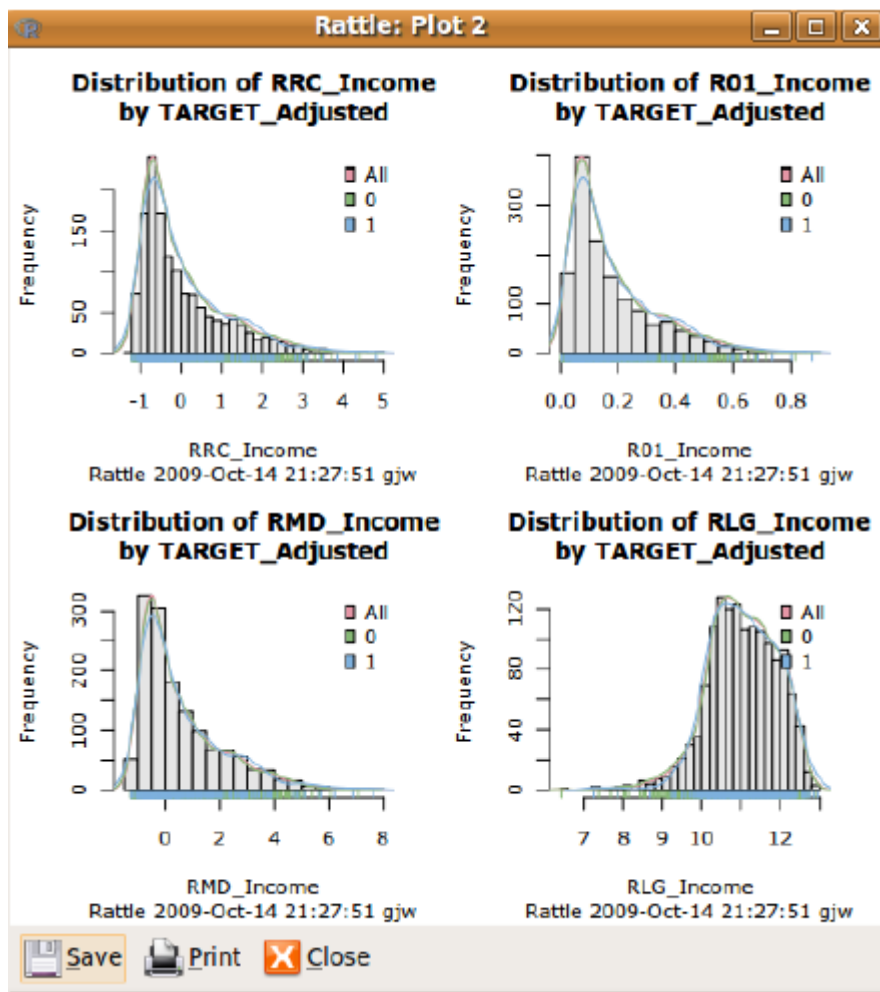 Rattle: Plot 2
Distribution of RRC_Income
by TARGET_Adjusted
All
0
1
Frequency
0 50 150
-1 0 1 2 3 4 5
RRC_Income
Rattle 2009-Oct-14 21:27:51 gjw
Distribution of R01_Income
by TARGET_Adjusted
All
0
1
Frequency
0 100 300
0.0 0.2 0.4 0.6 0.8
R01_Income
Rattle 2009-Oct-14 21:27:51 gjw
Distribution of RMD_Income
by TARGET_Adjusted
All
0
1
Frequency
0 100 200 300
0 2 4 6 8
RMD_Income
Rattle 2009-Oct-14 21:27:51 gjw
Distribution of RLG_Income
by TARGET_Adjusted
All
0
1
Frequency
0 40 80 120
7 8 9 10 12
RLG_Income
Rattle 2009-Oct-14 21:27:51 gjw
Save Print Close